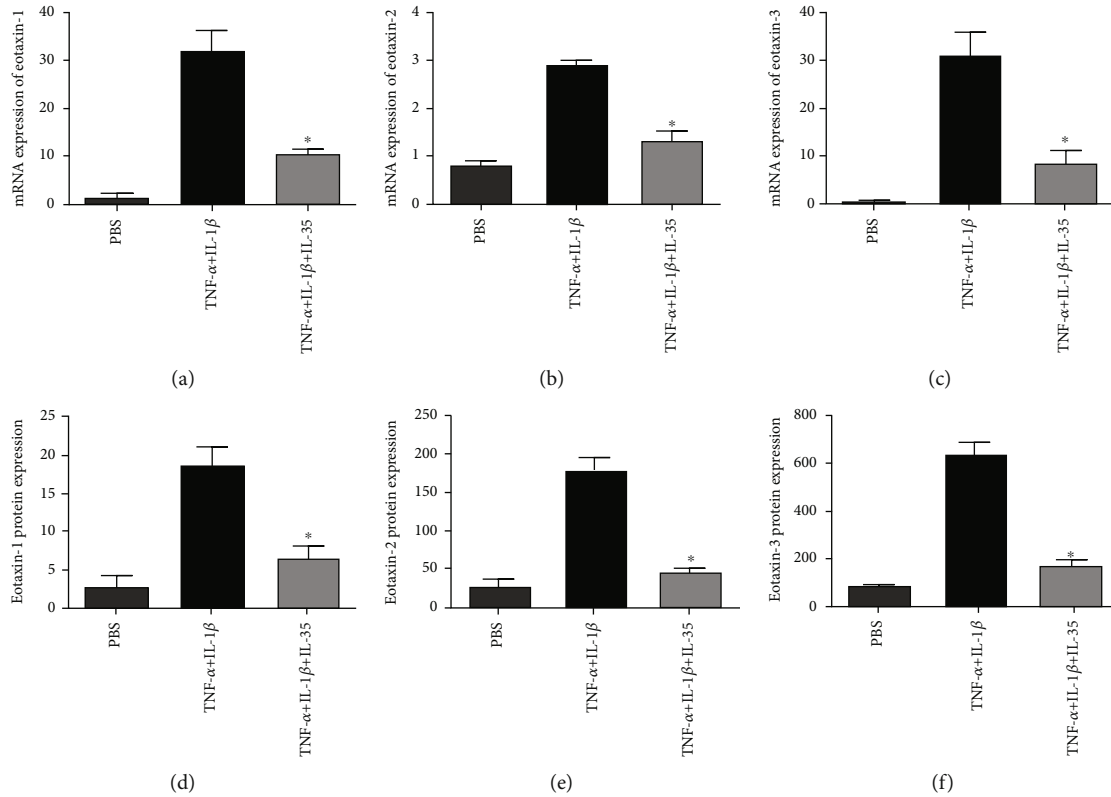 mRNA expression of eotaxin-1
40
30
20
10
0
*
PBS
TNF-α+IL-1β
TNF-α+IL-1β+IL-35
(a)
mRNA expression of eotaxin-2
4
3
2
1
0
*
PBS
TNF-α+IL-1β
TNF-α+IL-1β+IL-35
(b)
mRNA expression of eotaxin-3
40
30
20
10
0
*
PBS
TNF-α+IL-1β
TNF-α+IL-1β+IL-35
(c)
Eotaxin-1 protein expression
25
20
15
10
5
0
*
PBS
TNF-α+IL-1β
TNF-α+IL-1β+IL-35
(d)
Eotaxin-2 protein expression
250
200
150
100
50
0
*
PBS
TNF-α+IL-1β
TNF-α+IL-1β+IL-35
(e)
Eotaxin-3 protein expression
800
600
400
200
0
*
PBS
TNF-α+IL-1β
TNF-α+IL-1β+IL-35
(f)